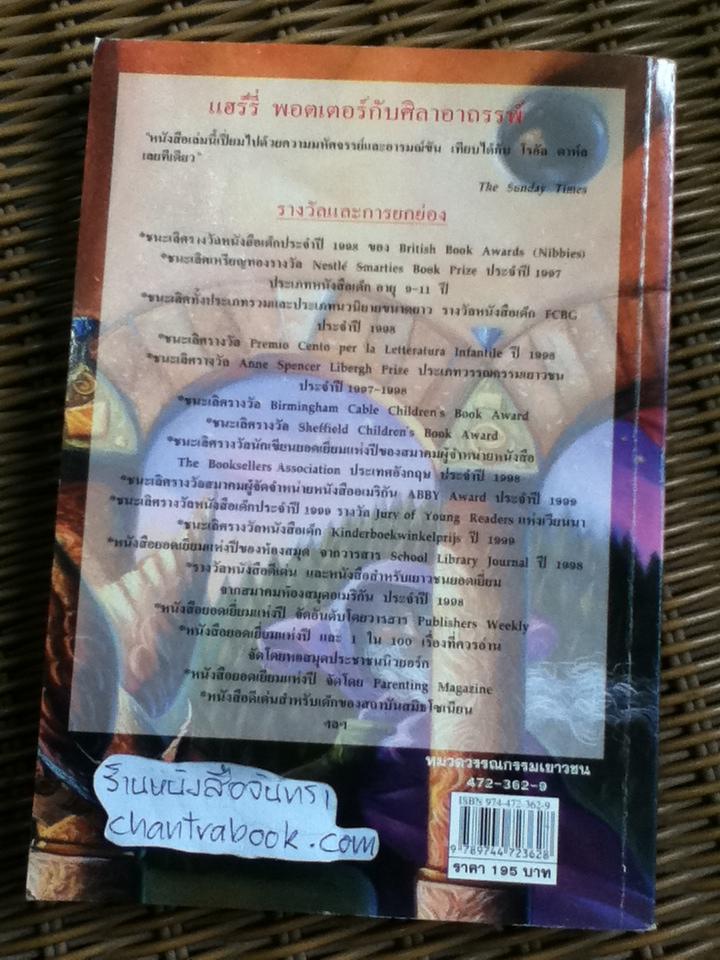 แฮร์รี่ พอตเตอร์กับศิลาอาถรรพ์
"หนังสือเล่มนี้เปี่ยมไปด้วยความมหัศจรรย์และอารมณ์ขัน เทียบได้กับ โรอัล ดาห์ล
เลยทีเดียว"
The Sunday Times
รางวัลและการยกย่อง
*ชนะเลิศรางวัลหนังสือเด็กประจำปี 1998 ของ British Book Awards (Nibbies)
*ชนะเลิศเหรียญทองรางวัล Nestlé Smarties Book Prize ประจำปี 1997
ประเภทหนังสือเด็ก อายุ 9-11 ปี
*ชนะเลิศทั้งประเภทรวมและประเภทนวนิยายขนาดยาว รางวัลหนังสือเด็ก FCBG
ประจำปี 1998
*ชนะเลิศรางวัล Premio Cento per la Letteratura Infantile ปี 1998
*ชนะเลิศรางวัล Anne Spencer Libergh Prize ประเภทวรรณกรรมเยาวชน
ประจำปี 1997-1998
*ชนะเลิศรางวัล Birmingham Cable Children's Book Award
*ชนะเลิศรางวัล Sheffield Children's Book Award
*ชนะเลิศรางวัลนักเขียนยอดเยี่ยมแห่งปีของสมาคมผู้จำหน่ายหนังสือ
The Booksellers Association ประเทศอังกฤษ ประจำปี 1998
*ชนะเลิศรางวัลสมาคมผู้จัดจำหน่ายหนังสืออเมริกัน ABBY Award ประจำปี 1999
*ชนะเลิศรางวัลหนังสือเด็กประจำปี 1999 รางวัล Jury of Young Readers แห่งเวียนนา
*ชนะเลิศรางวัลหนังสือเด็ก Kinderboekwinkelprijs ปี 1999
*หนังสือยอดเยี่ยมแห่งปีของห้องสมุด จากวารสาร School Library Journal ปี 1998
*รางวัลหนังสือดีเด่น และหนังสือสำหรับเยาวชนยอดเยี่ยม
จากสมาคมห้องสมุดอเมริกัน ประจำปี 1998
*หนังสือยอดเยี่ยมแห่งปี จัดอันดับโดยวารสาร Publishers Weekly
*หนังสือยอดเยี่ยมแห่งปี และ 1 ใน 100 เรื่องที่ควรอ่าน
จัดโดยหอสมุดประชาชนนิวยอร์ก
*หนังสือยอดเยี่ยมแห่งปี จัดโดย Parenting Magazine
*หนังสือดีเด่นสำหรับเด็กของสถาบันสมิธโซเนียน
ฯลฯ
หมวดวรรณกรรมเยาวชน
472-362-9
ISBN 974-472-362-9
9 789744 723628
ราคา 195 บาท
ร้านหนังสือจันทรา
chantrabook.com